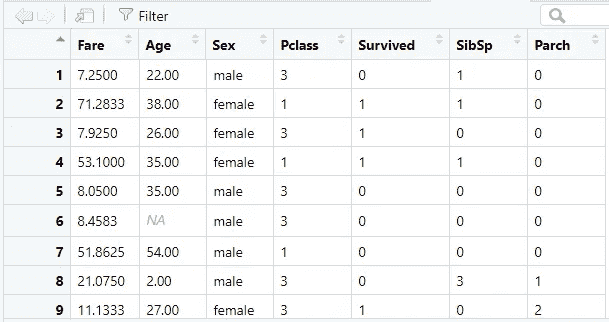 Filter
Fare Age Sex Pclass Survived SibSp Parch
1 7.2500 22.00 male 3 0 1 0
2 71.2833 38.00 female 1 1 1 0
3 7.9250 26.00 female 3 1 0 0
4 53.1000 35.00 female 1 1 1 0
5 8.0500 35.00 male 3 0 0 0
6 8.4583 NA male 3 0 0 0
7 51.8625 54.00 male 1 0 0 0
8 21.0750 2.00 male 3 0 3 1
9 11.1333 27.00 female 3 1 0 2